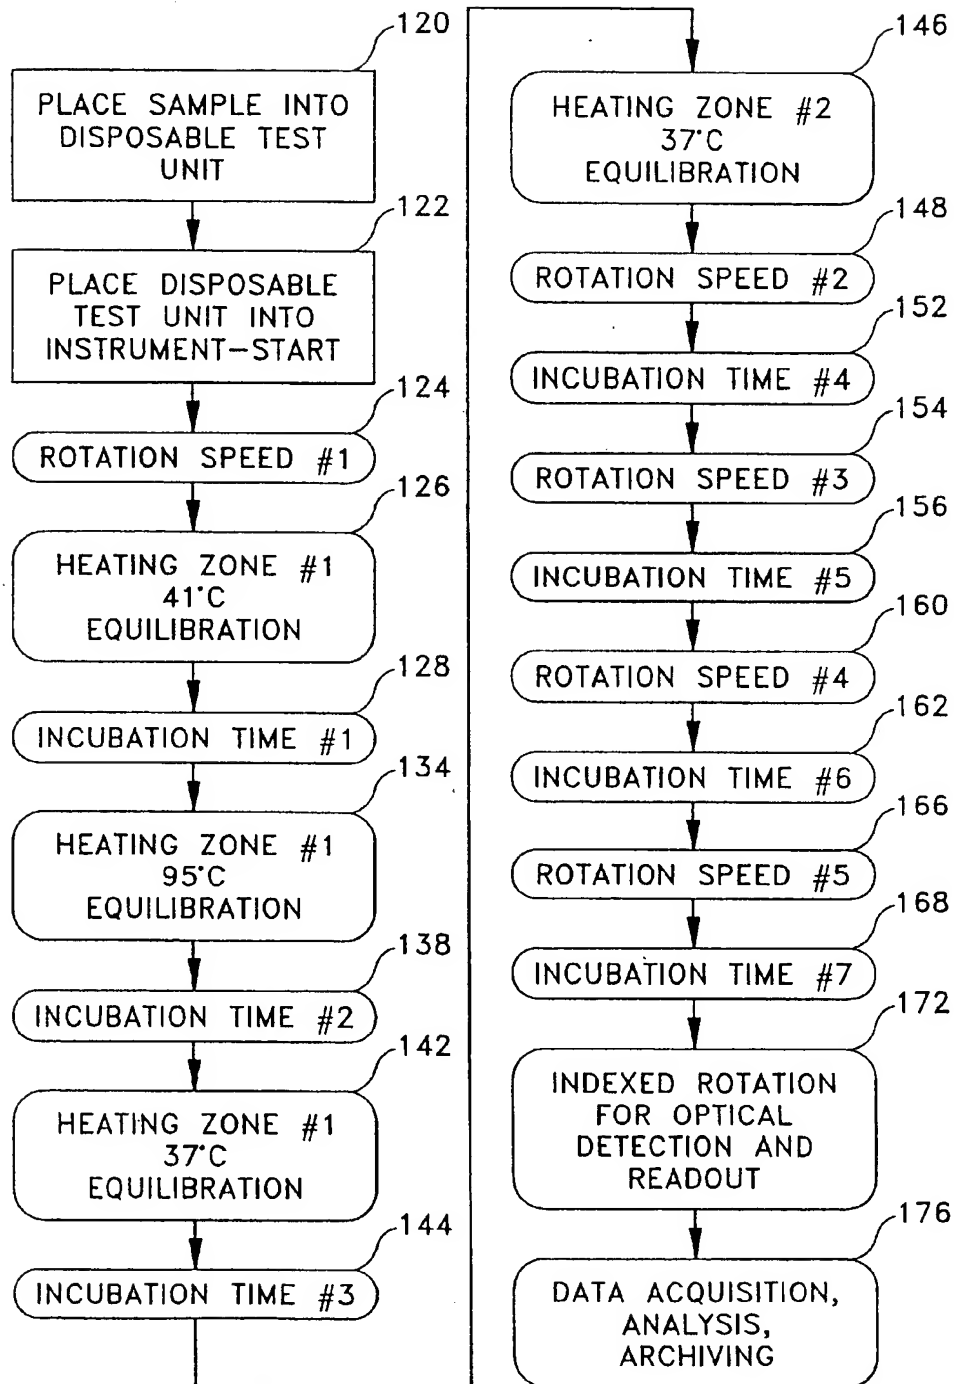 120
PLACE SAMPLE INTO
DISPOSABLE TEST
UNIT
122
PLACE DISPOSABLE
TEST UNIT INTO
INSTRUMENT-START
124
ROTATION SPEED #1
126
HEATING ZONE #1
41°C
EQUILIBRATION
128
INCUBATION TIME #1
134
HEATING ZONE #1
95°C
EQUILIBRATION
138
INCUBATION TIME #2
142
HEATING ZONE #1
37°C
EQUILIBRATION
144
INCUBATION TIME #3
146
HEATING ZONE #2
37°C
EQUILIBRATION
148
ROTATION SPEED #2
152
INCUBATION TIME #4
154
ROTATION SPEED #3
156
INCUBATION TIME #5
160
ROTATION SPEED #4
162
INCUBATION TIME #6
166
ROTATION SPEED #5
168
INCUBATION TIME #7
172
INDEXED ROTATION
FOR OPTICAL
DETECTION AND
READOUT
176
DATA ACQUISITION,
ANALYSIS,
ARCHIVING